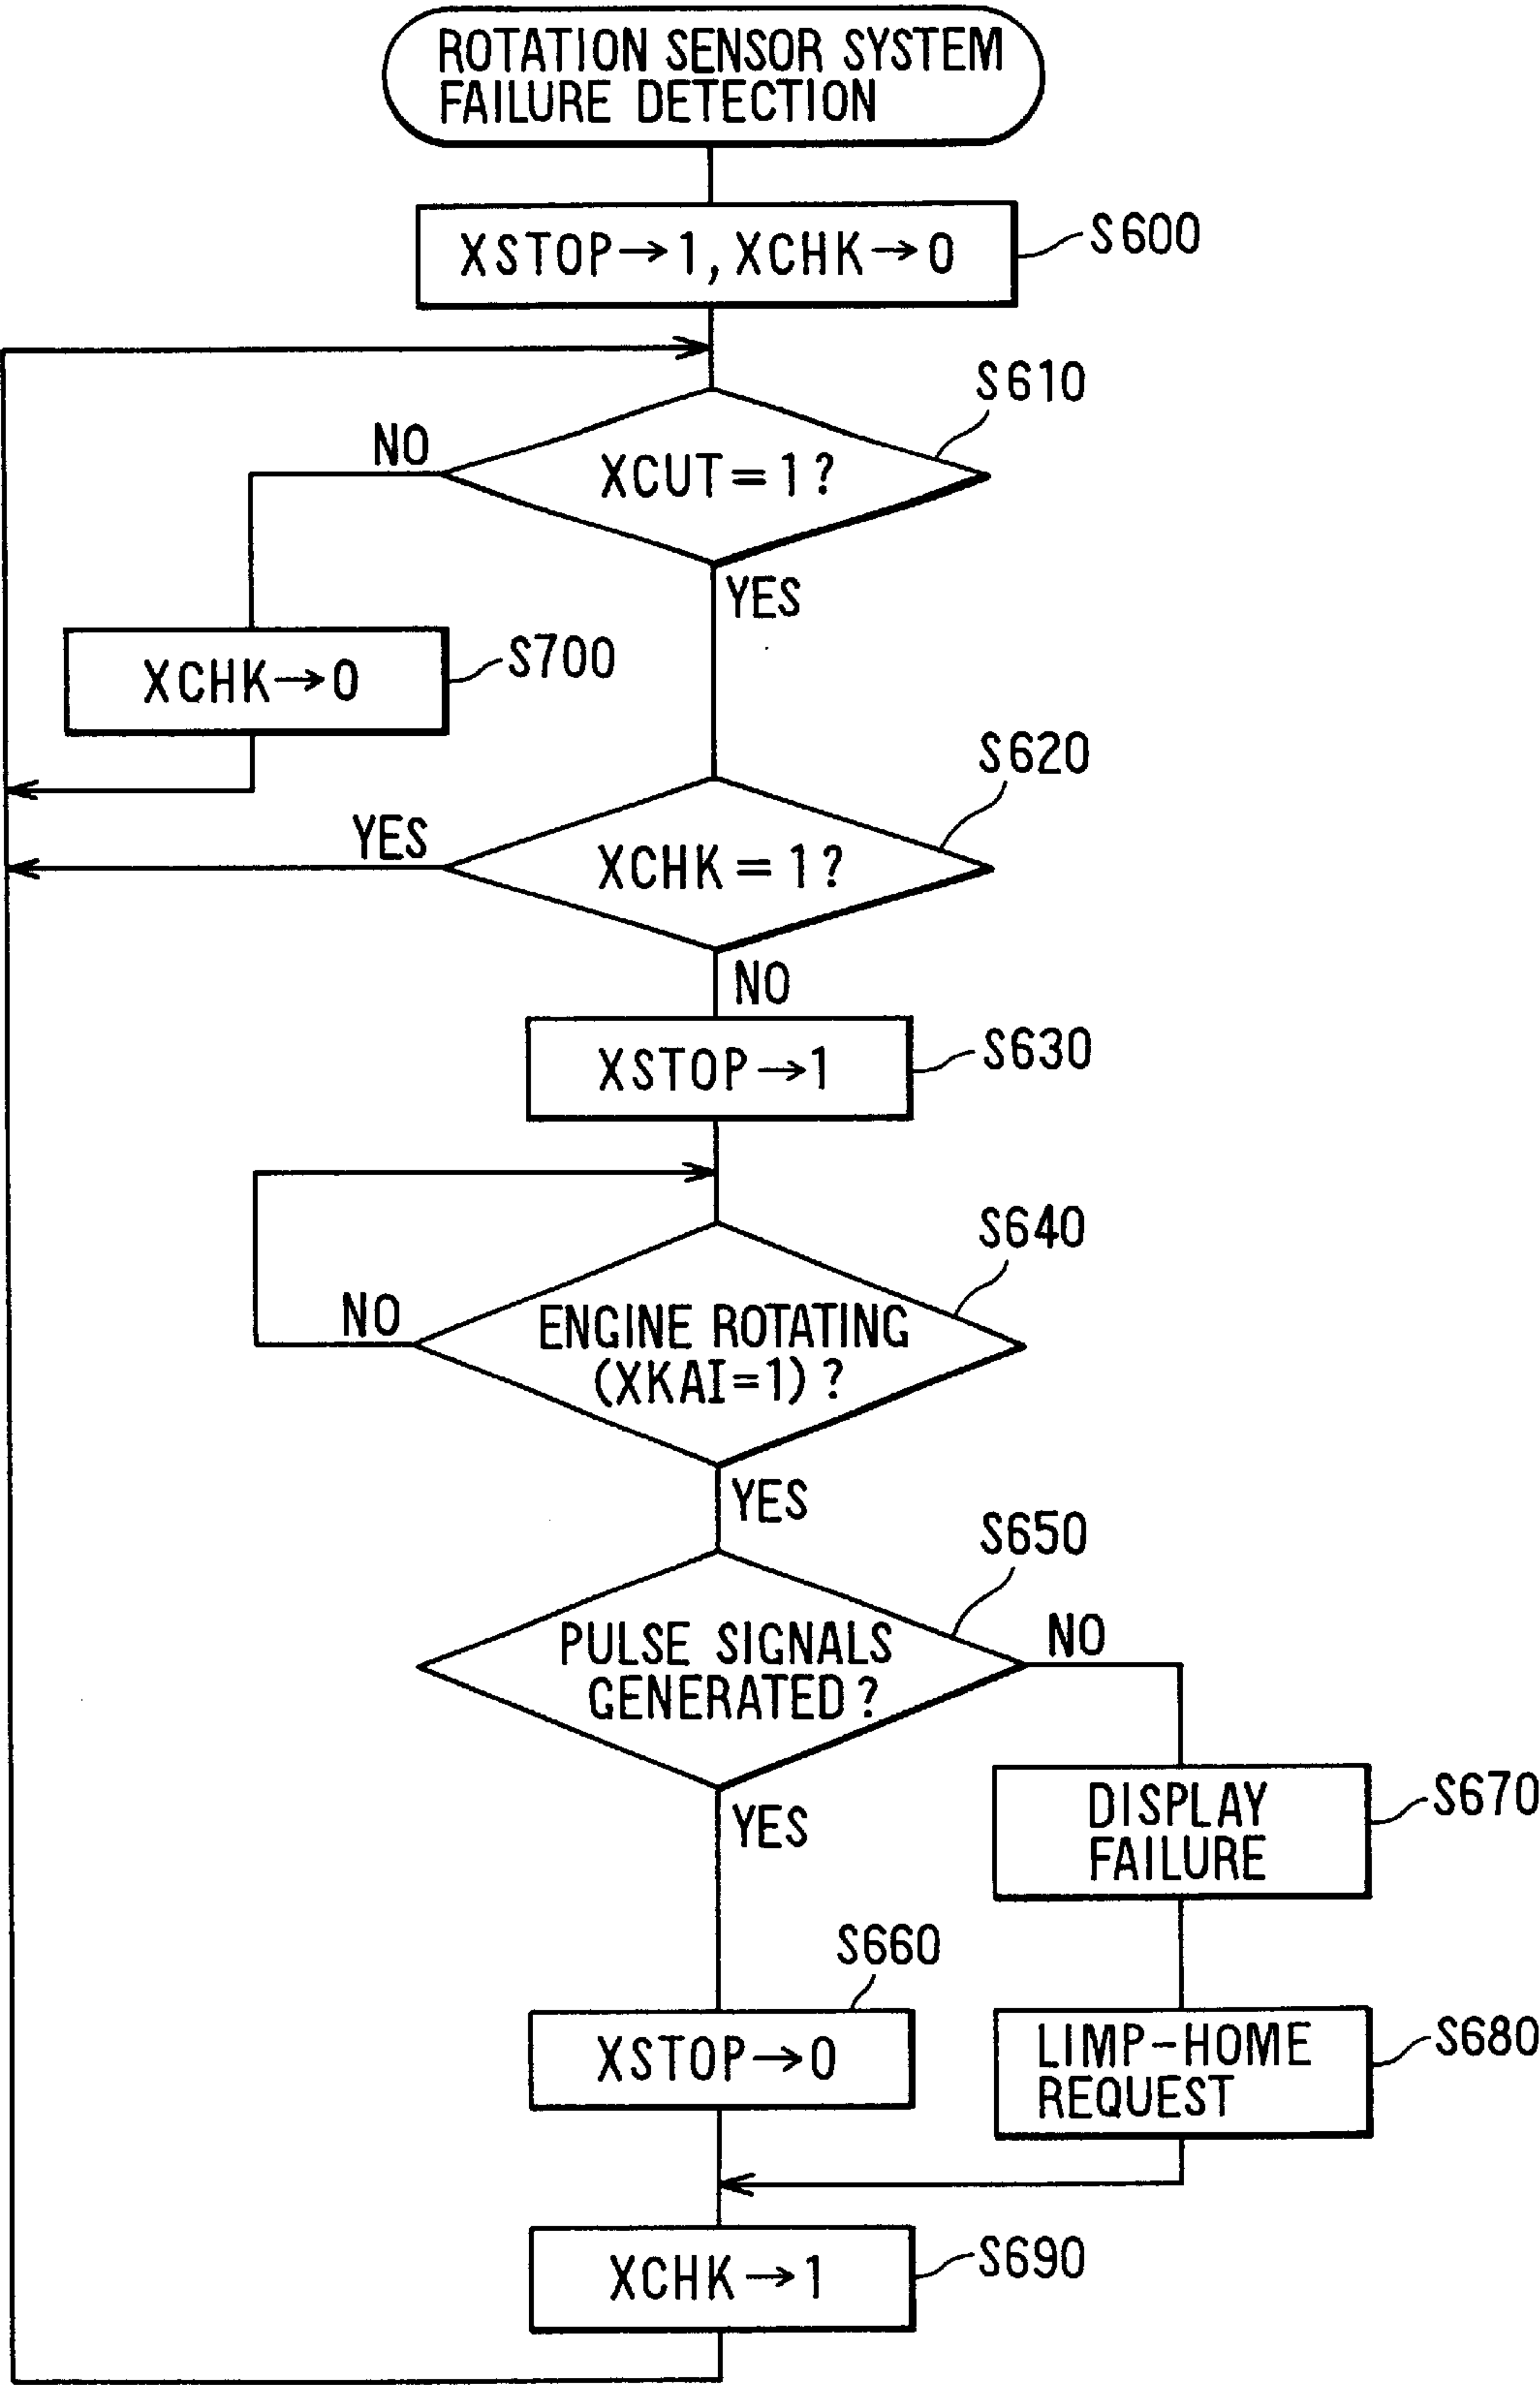 ROTATION SENSOR SYSTEM
FAILURE DETECTION
XSTOP→1, XCHK→0
S600
S610
NO
XCUT=1?
YES
S700
XCHK→0
S620
YES
XCHK=1?
NO
S630
XSTOP→1
S640
NO
ENGINE ROTATING
(XKAI=1)?
YES
S650
NO
PULSE SIGNALS
GENERATED?
YES
S670
DISPLAY
FAILURE
S660
XSTOP→0
S680
LIMP-HOME
REQUEST
S690
XCHK→1